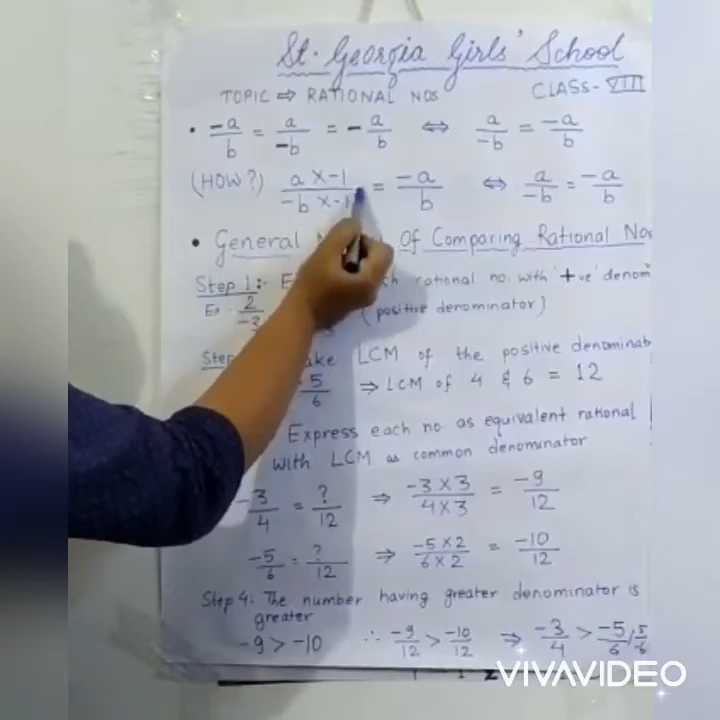 St. Georgia Girls' School
TOPIC ⇒ RATIONAL NOS
CLASS - VIII
• -a/b = a/-b = -a/b ⇔ a/-b = -a/b
(HOW?) a × -1 / -b × -1 = -a/b ⇔ a/-b = -a/b
• General Of Comparing Rational Nos
Step 1:- rational no. with '+ve' denom
Ex :- 2/-3 (positive denominator)
Step LCM of the positive denominat
5/6 ⇒ LCM of 4 & 6 = 12
Express each no as equivalent rational
with LCM as common denominator
-3/4 = ?/12 ⇒ -3×3/4×3 = -9/12
-5/6 = ?/12 ⇒ -5×2/6×2 = -10/12
Step 4: The number having greater denominator is
greater
-9 > -10 ∴ -9/12 > -10/12 ⇒ -3/4 > -5/6 / 5/-6
VIVAVIDEO